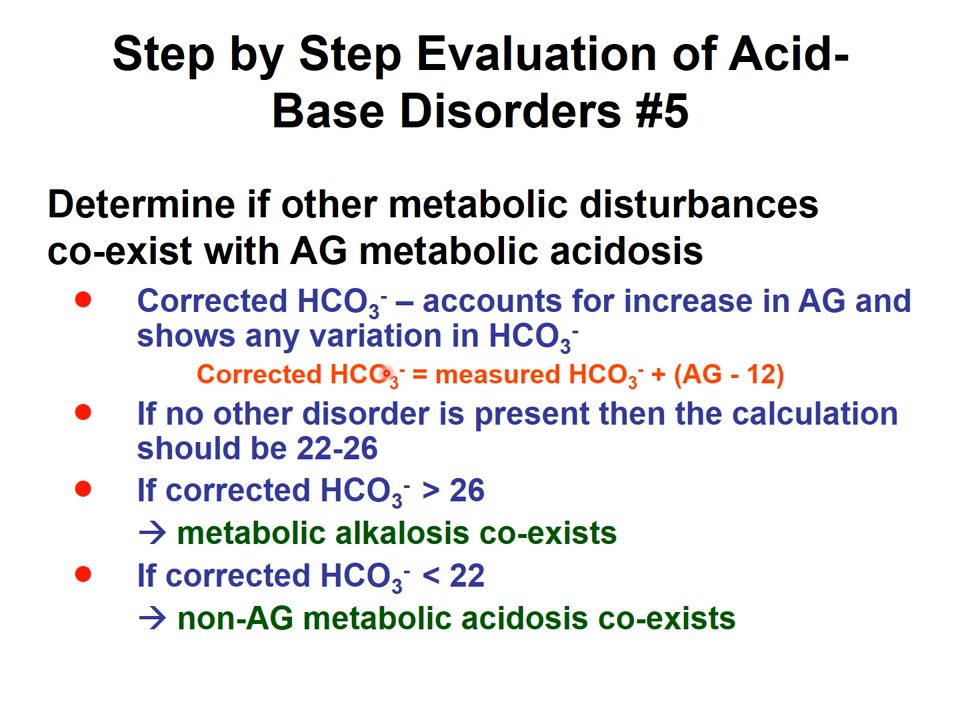 Step by Step Evaluation of Acid-
Base Disorders #5
Determine if other metabolic disturbances
co-exist with AG metabolic acidosis
● Corrected HCO₃⁻ – accounts for increase in AG and
shows any variation in HCO₃⁻
Corrected HCO₃⁻ = measured HCO₃⁻ + (AG - 12)
● If no other disorder is present then the calculation
should be 22-26
● If corrected HCO₃⁻ > 26
→ metabolic alkalosis co-exists
● If corrected HCO₃⁻ < 22
→ non-AG metabolic acidosis co-exists